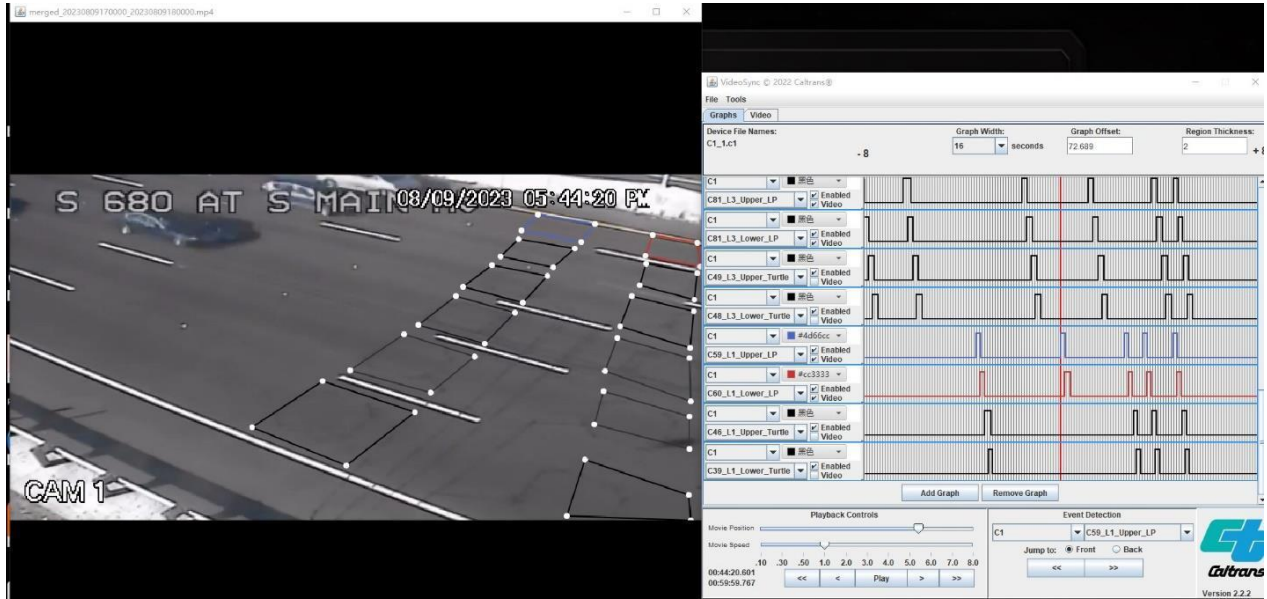 merged_20230809170000_20230809180000.mp4
S 680 AT S MAIN
08/09/2023 05:44:20 PM
CAM 1
VideoSync © 2022 Caltrans®
File Tools
Graphs Video
Device File Names:
C1_1.c1
- 8
Graph Width:
16 seconds
Graph Offset:
72.689
Region Thickness:
2
+ 8
C1 黑色
C81_L3_Upper_LP Enabled Video
C1 黑色
C81_L3_Lower_LP Enabled Video
C1 黑色
C49_L3_Upper_Turtle Enabled Video
C1 黑色
C48_L3_Lower_Turtle Enabled Video
C1 #4d66cc
C59_L1_Upper_LP Enabled Video
C1 #cc3333
C60_L1_Lower_LP Enabled Video
C1 黑色
C46_L1_Upper_Turtle Enabled Video
C1 黑色
C39_L1_Lower_Turtle Enabled Video
Add Graph Remove Graph
Playback Controls
Movie Position
Movie Speed
.10 .30 .50 1.0 2.0 3.0 4.0 5.0 6.0 7.0 8.0
00:44:20.601
00:59:59.767
<< < Play > >>
Event Detection
C1 C59_L1_Upper_LP
Jump to: Front Back
<< >>
Caltrans
Version 2.2.2